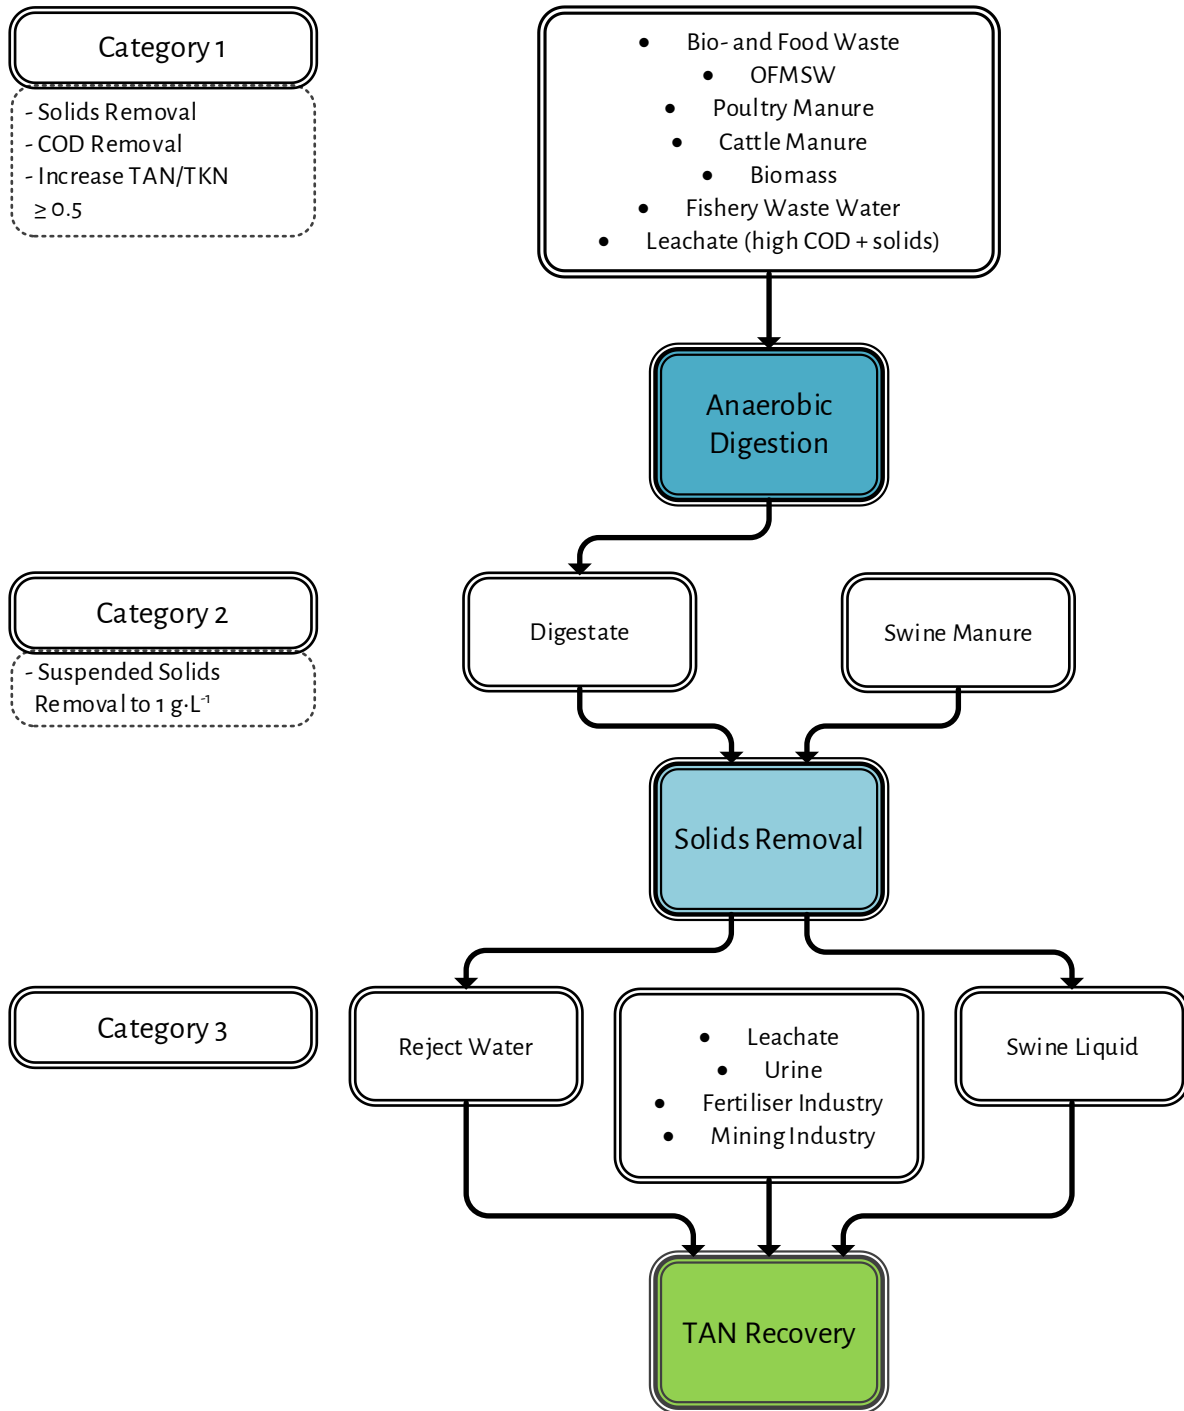 Category 1
- Solids Removal
- COD Removal
- Increase TAN/TKN
≥ 0.5
• Bio- and Food Waste
• OFMSW
• Poultry Manure
• Cattle Manure
• Biomass
• Fishery Waste Water
• Leachate (high COD + solids)
Anaerobic
Digestion
Category 2
- Suspended Solids
Removal to 1 g·L⁻¹
Digestate
Swine Manure
Solids Removal
Category 3
Reject Water
• Leachate
• Urine
• Fertiliser Industry
• Mining Industry
Swine Liquid
TAN Recovery